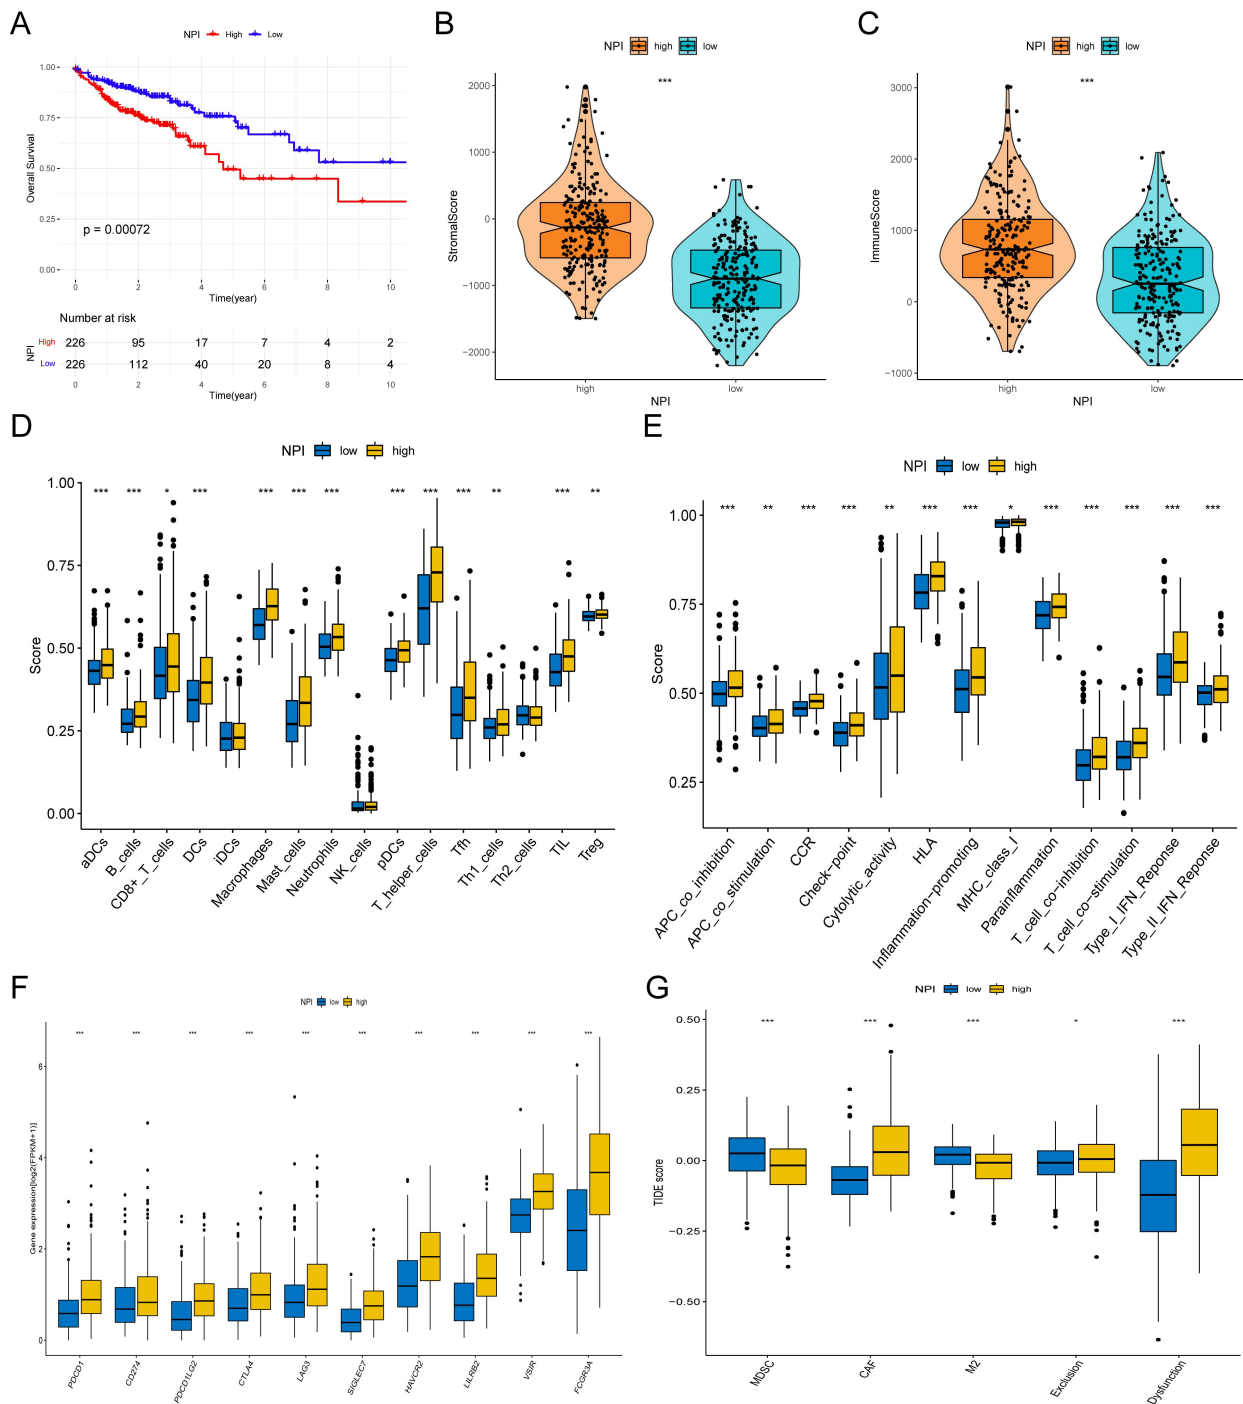 A
NPI High Low
1.00
0.75
0.50
0.25
0.00
Overall Survival
p = 0.00072
0 2 4 6 8 10
Time(year)
Number at risk
NPI
High 226 95 17 7 4 2
Low 226 112 40 20 8 4
0 2 4 6 8 10
Time(year)
B
NPI high low
***
2000
1000
0
−1000
−2000
StromalScore
high low
NPI
C
NPI high low
***
3000
2000
1000
0
−1000
ImmuneScore
high low
NPI
D
NPI low high
1.00
0.75
0.50
0.25
0.00
Score
*** *** * *** *** *** *** *** *** *** ** *** **
aDCs
B_cells
CD8+_T_cells
DCs
iDCs
Macrophages
Mast_cells
Neutrophils
NK_cells
pDCs
T_helper_cells
Tfh
Th1_cells
Th2_cells
TIL
Treg
E
NPI low high
1.00
0.75
0.50
0.25
Score
*** ** *** *** ** *** *** * *** *** *** *** ***
APC_co_inhibition
APC_co_stimulation
CCR
Check−point
Cytolytic_activity
HLA
Inflammation−promoting
MHC_class_I
Parainflammation
T_cell_co−inhibition
T_cell_co−stimulation
Type_I_IFN_Reponse
Type_II_IFN_Reponse
F
NPI low high
6
4
2
0
Gene expression[log2(FPKM+1)]
*** *** *** *** *** *** *** *** *** ***
PDCD1
CD274
PDCD1LG2
CTLA4
LAG3
SIGLEC7
HAVCR2
LILRB2
VSIR
FCGR3A
G
NPI low high
0.50
0.25
0.00
−0.25
−0.50
TIDE score
*** *** *** * ***
MDSC
CAF
M2
Exclusion
Dysfunction